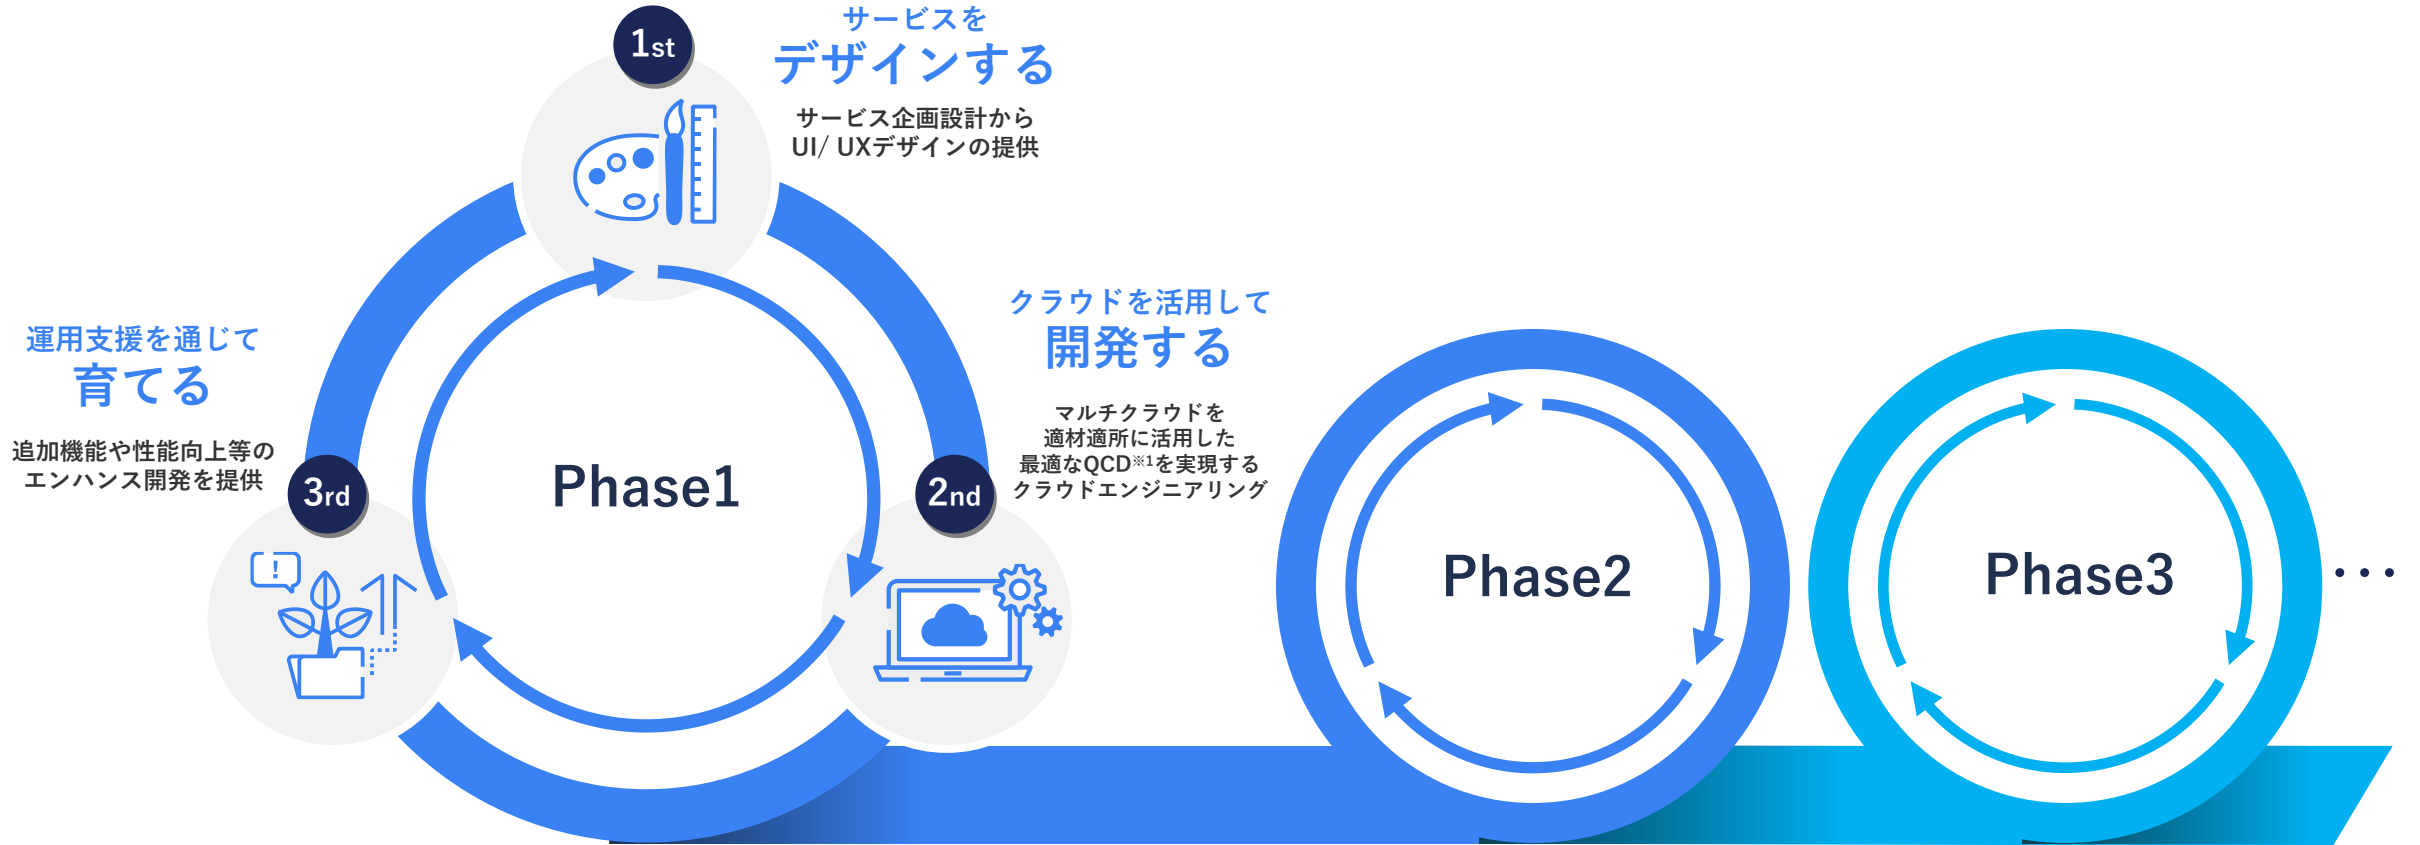 1st
サービスを
デザインする
サービス企画設計から
UI/ UXデザインの提供
クラウドを活用して
開発する
マルチクラウドを
適材適所に活用した
最適なQCD※1を実現する
クラウドエンジニアリング
2nd
運用支援を通じて
育てる
追加機能や性能向上等の
エンハンス開発を提供
3rd
!
Phase1
Phase2
Phase3
···